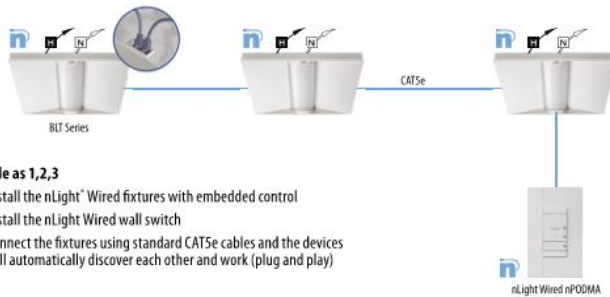 n H N n H N n H N
CAT5e
BLT Series
le as 1,2,3
stall the nLight® Wired fixtures with embedded control
stall the nLight Wired wall switch
nnect the fixtures using standard CAT5e cables and the devices
ll automatically discover each other and work (plug and play)
n
nLight Wired nPODMA